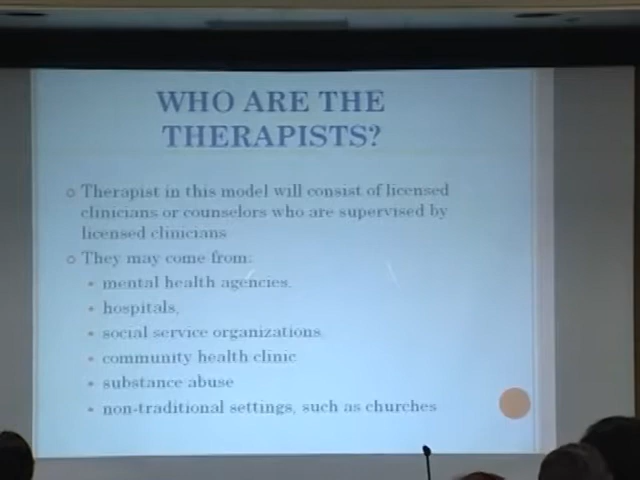 WHO ARE THE
THERAPISTS?
Therapist in this model will consist of licensed
clinicians or counselors who are supervised by
licensed clinicians
They may come from:
mental health agencies,
hospitals,
social service organizations
community health clinic
substance abuse
non-traditional settings, such as churches